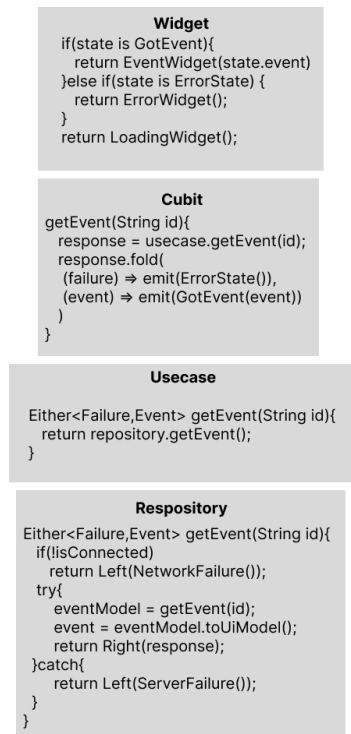 Widget
if(state is GotEvent){
return EventWidget(state.event)
}else if(state is ErrorState) {
return ErrorWidget();
}
return LoadingWidget();
Cubit
getEvent(String id){
response = usecase.getEvent(id);
response.fold(
(failure) => emit(ErrorState()),
(event) => emit(GotEvent(event))
)
}
Usecase
Either<Failure,Event> getEvent(String id){
return repository.getEvent();
}
Respository
Either<Failure,Event> getEvent(String id){
if(!isConnected)
return Left(NetworkFailure());
try{
eventModel = getEvent(id);
event = eventModel.toUiModel();
return Right(response);
}catch{
return Left(ServerFailure());
}
}